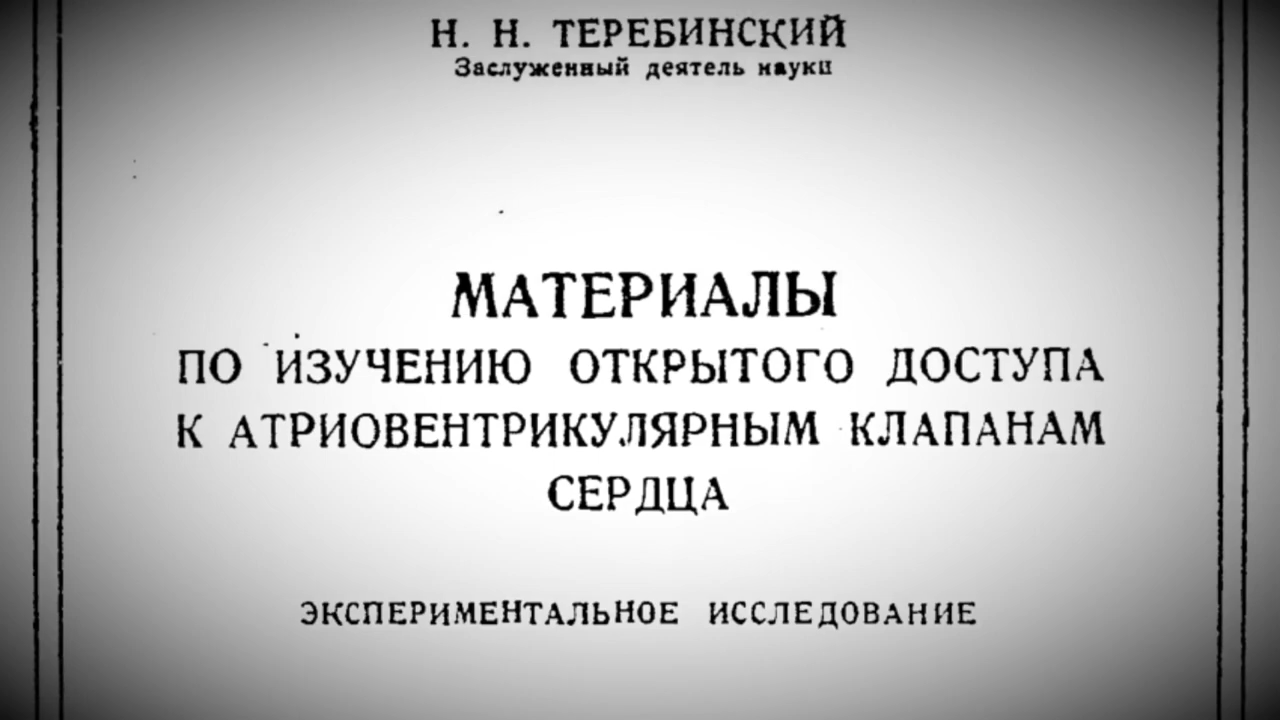 Н. Н. ТЕРЕБИНСКИЙ
Заслуженный деятель науки
МАТЕРИАЛЫ
ПО ИЗУЧЕНИЮ ОТКРЫТОГО ДОСТУПА
К АТРИОВЕНТРИКУЛЯРНЫМ КЛАПАНАМ
СЕРДЦА
ЭКСПЕРИМЕНТАЛЬНОЕ ИССЛЕДОВАНИЕ